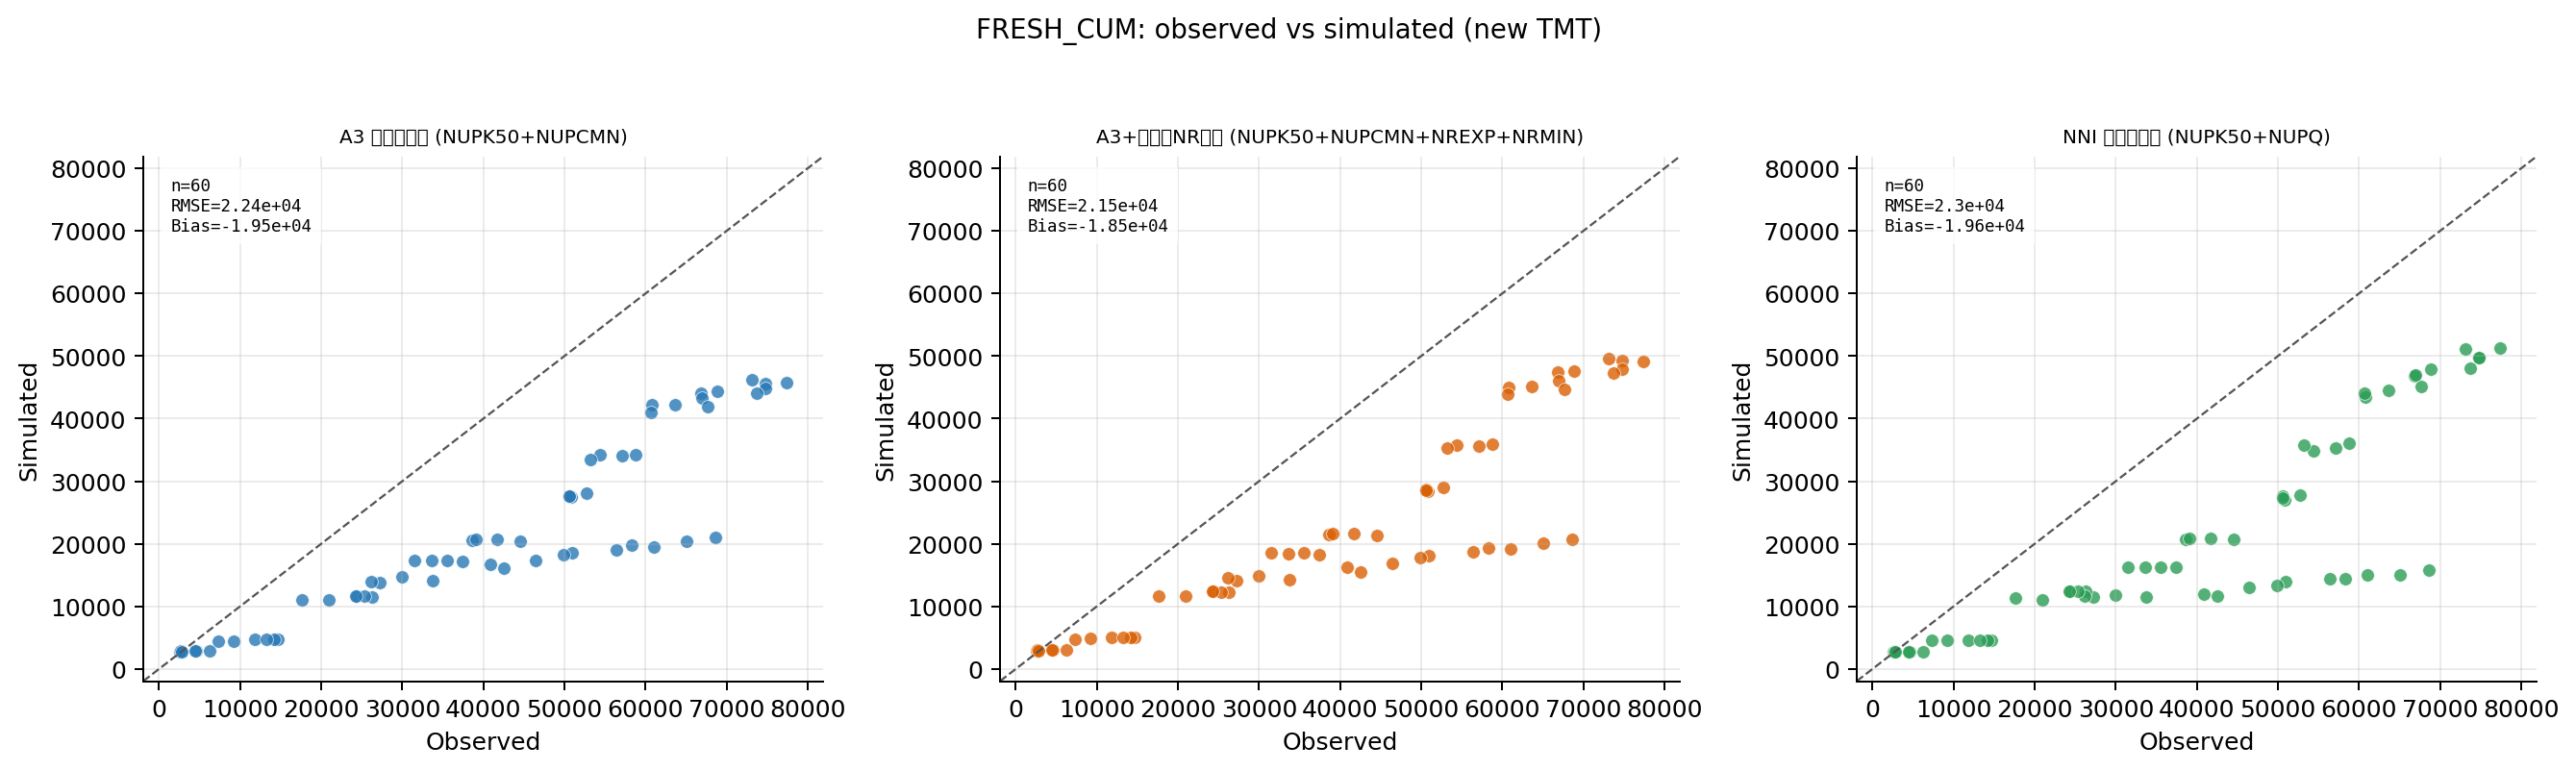 FRESH_CUM: observed vs simulated (new TMT)
A3 (NUPK50+NUPCMN)
n=60
RMSE=2.24e+04
Bias=-1.95e+04
80000
70000
60000
50000
40000
30000
20000
10000
0
Simulated
0 10000 20000 30000 40000 50000 60000 70000 80000
Observed
A3+ NR (NUPK50+NUPCMN+NREXP+NRMIN)
n=60
RMSE=2.15e+04
Bias=-1.85e+04
80000
70000
60000
50000
40000
30000
20000
10000
0
Simulated
0 10000 20000 30000 40000 50000 60000 70000 80000
Observed
NNI (NUPK50+NUPQ)
n=60
RMSE=2.3e+04
Bias=-1.96e+04
80000
70000
60000
50000
40000
30000
20000
10000
0
Simulated
0 10000 20000 30000 40000 50000 60000 70000 80000
Observed